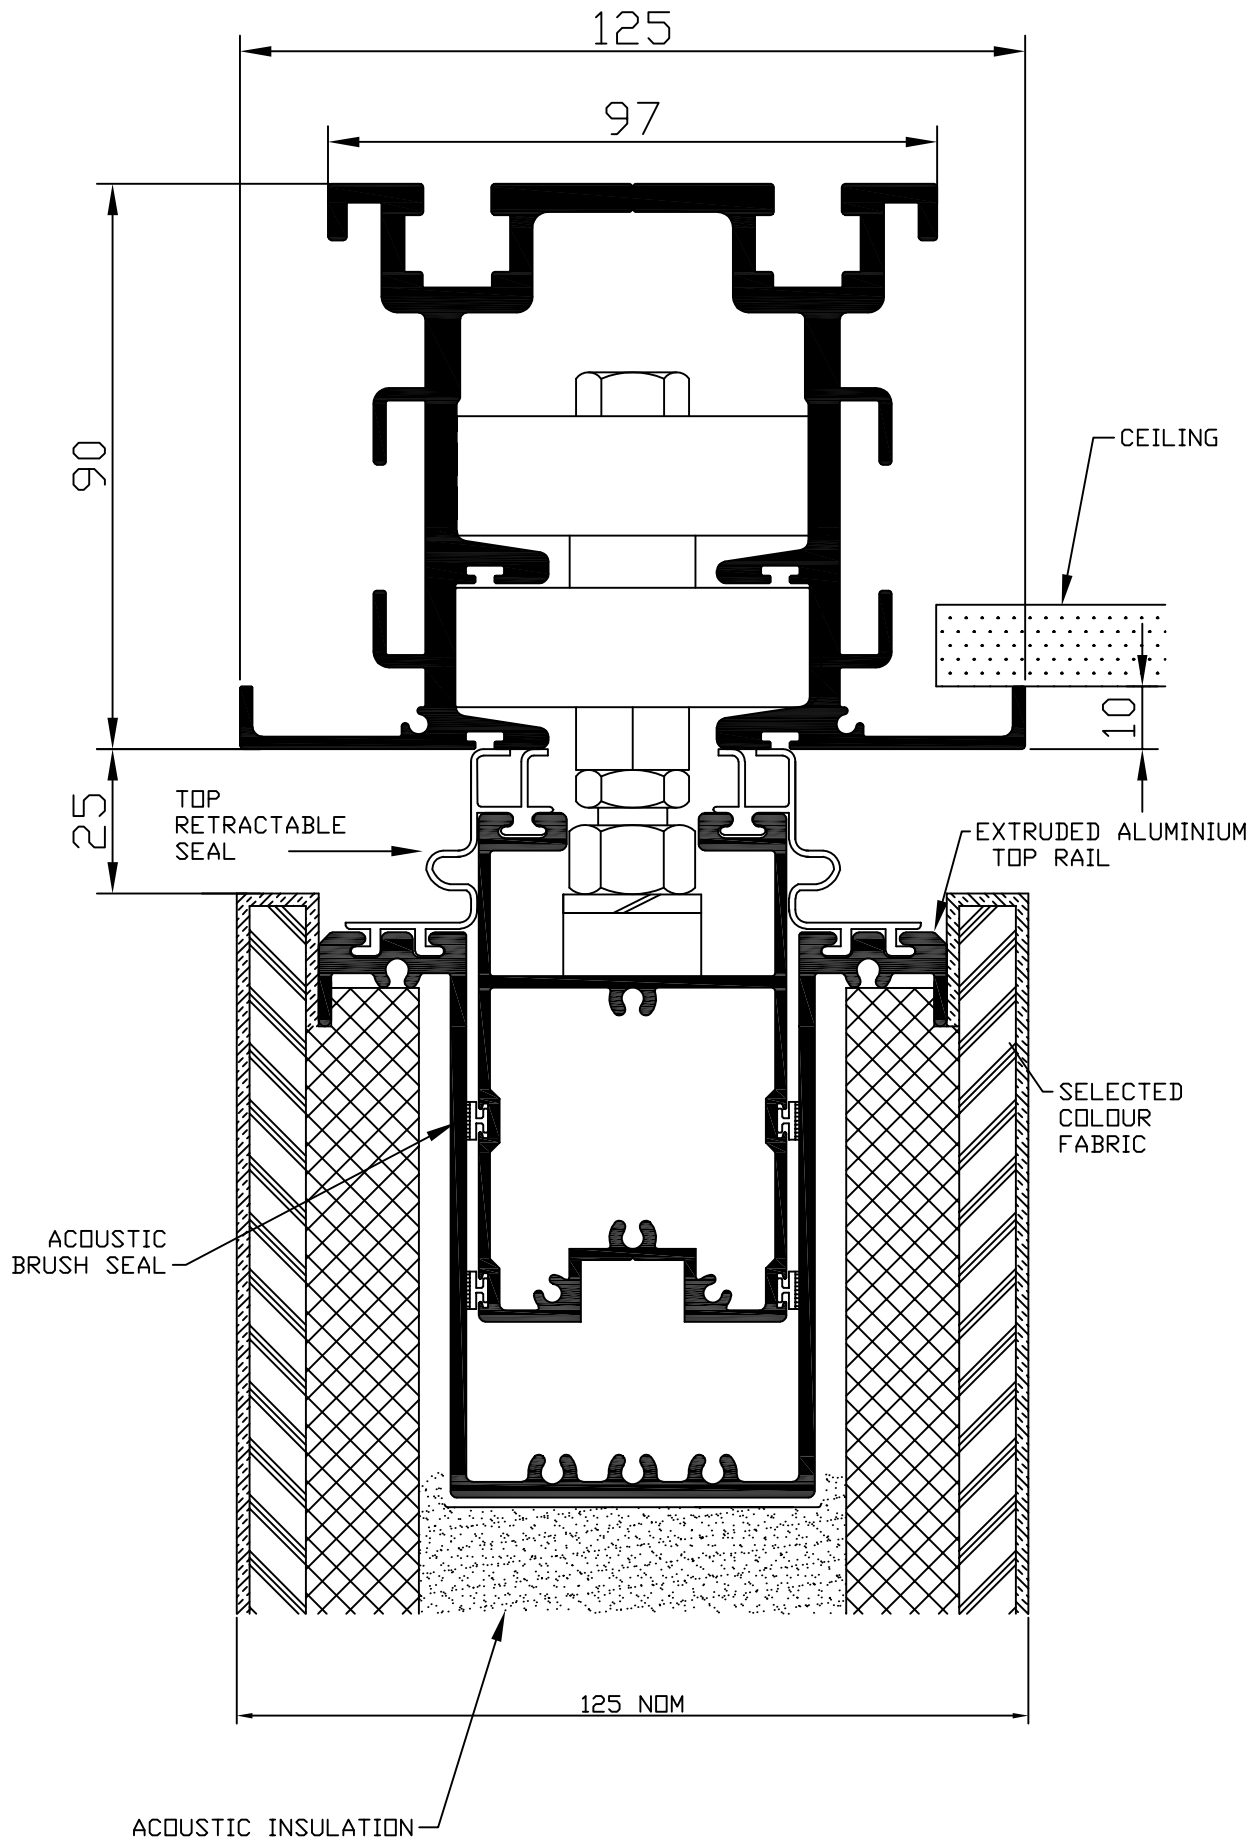 125
97
90
CEILING
10
25
TOP
RETRACTABLE
SEAL
EXTRUDED ALUMINIUM
TOP RAIL
SELECTED
COLOUR
FABRIC
ACOUSTIC
BRUSH SEAL
125 NOM
ACOUSTIC INSULATION